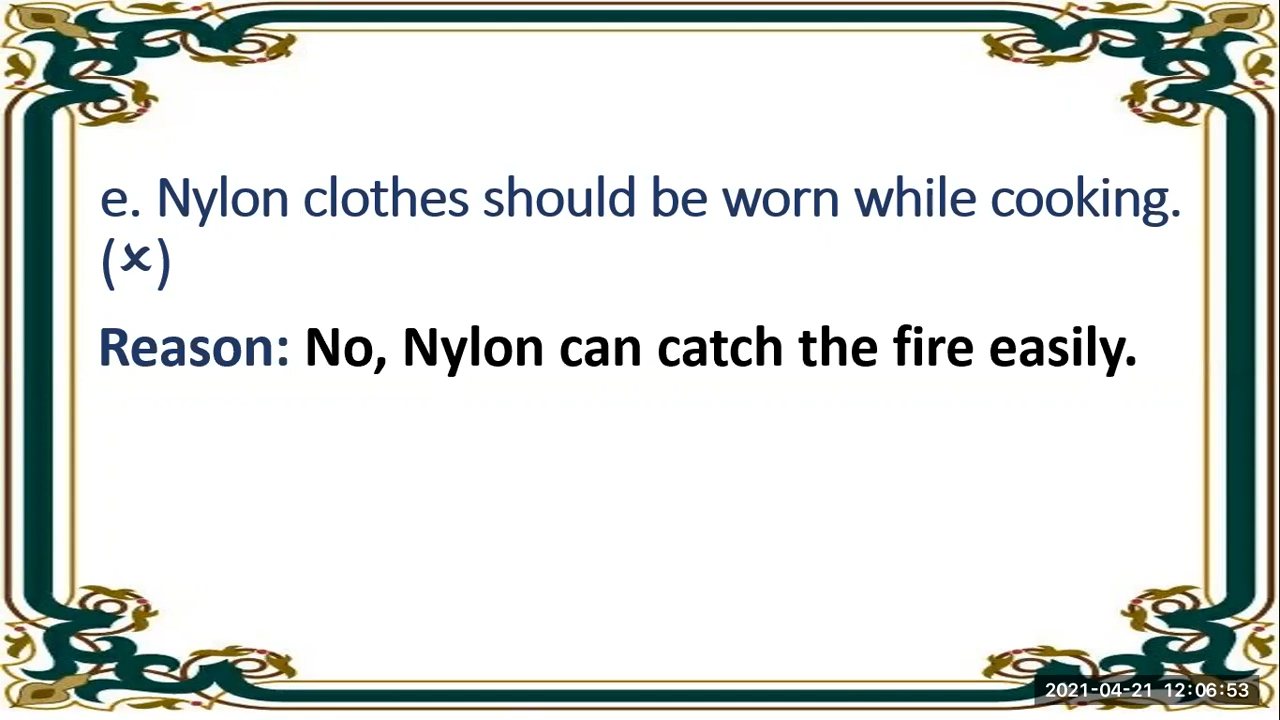 e. Nylon clothes should be worn while cooking.
(✘)
Reason: No, Nylon can catch the fire easily.
2021-04-21 12:06:53